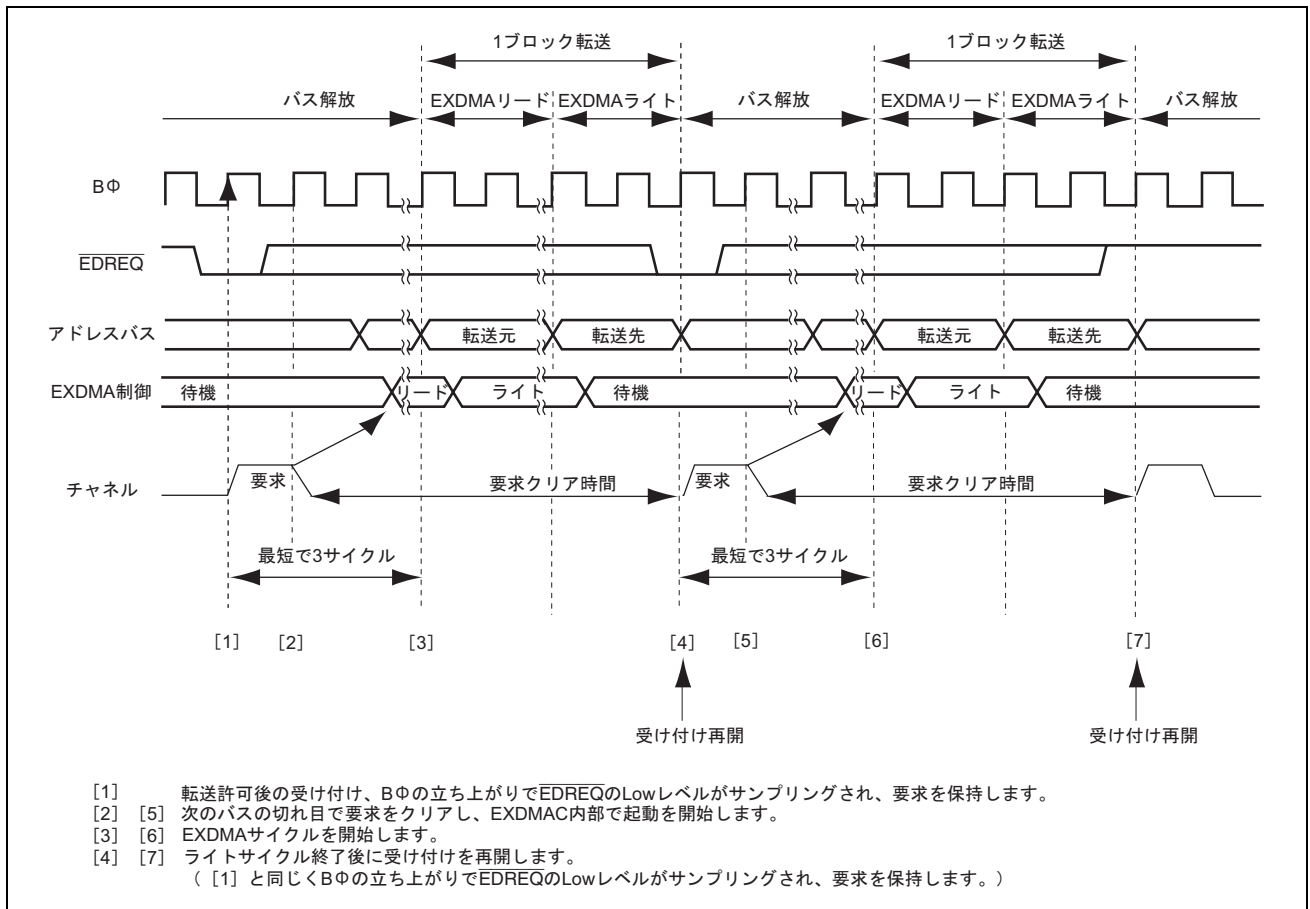 1ブロック転送 1ブロック転送
バス解放 EXDMAリード EXDMAライト バス解放 EXDMAリード EXDMAライト バス解放
BΦ
EDREQ
アドレスバス 転送元 転送先 転送元 転送先
EXDMA制御 待機 リード ライト 待機 リード ライト 待機
チャネル 要求 要求クリア時間 要求 要求クリア時間
最短で3サイクル 最短で3サイクル
[1] [2] [3] [4] [5] [6] [7]
受け付け再開 受け付け再開
[1] 転送許可後の受け付け、BΦの立ち上がりでEDREQのLowレベルがサンプリングされ、要求を保持します。
[2] [5] 次のバスの切れ目で要求をクリアし、EXDMAC内部で起動を開始します。
[3] [6] EXDMAサイクルを開始します。
[4] [7] ライトサイクル終了後に受け付けを再開します。
([1]と同じくBΦの立ち上がりでEDREQのLowレベルがサンプリングされ、要求を保持します。)